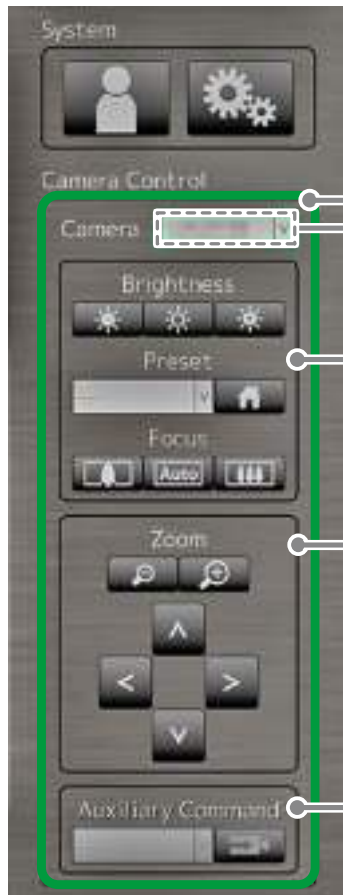 System
Camera Control
Camera
Brightness
Preset
Focus
Auto
Zoom
Auxiliary Command